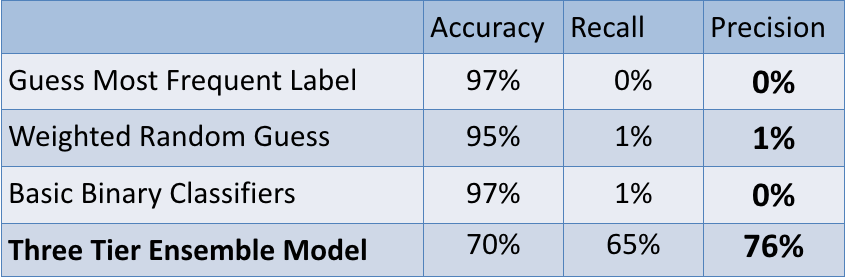 Accuracy Recall Precision
Guess Most Frequent Label 97% 0% 0%
Weighted Random Guess 95% 1% 1%
Basic Binary Classifiers 97% 1% 0%
Three Tier Ensemble Model 70% 65% 76%